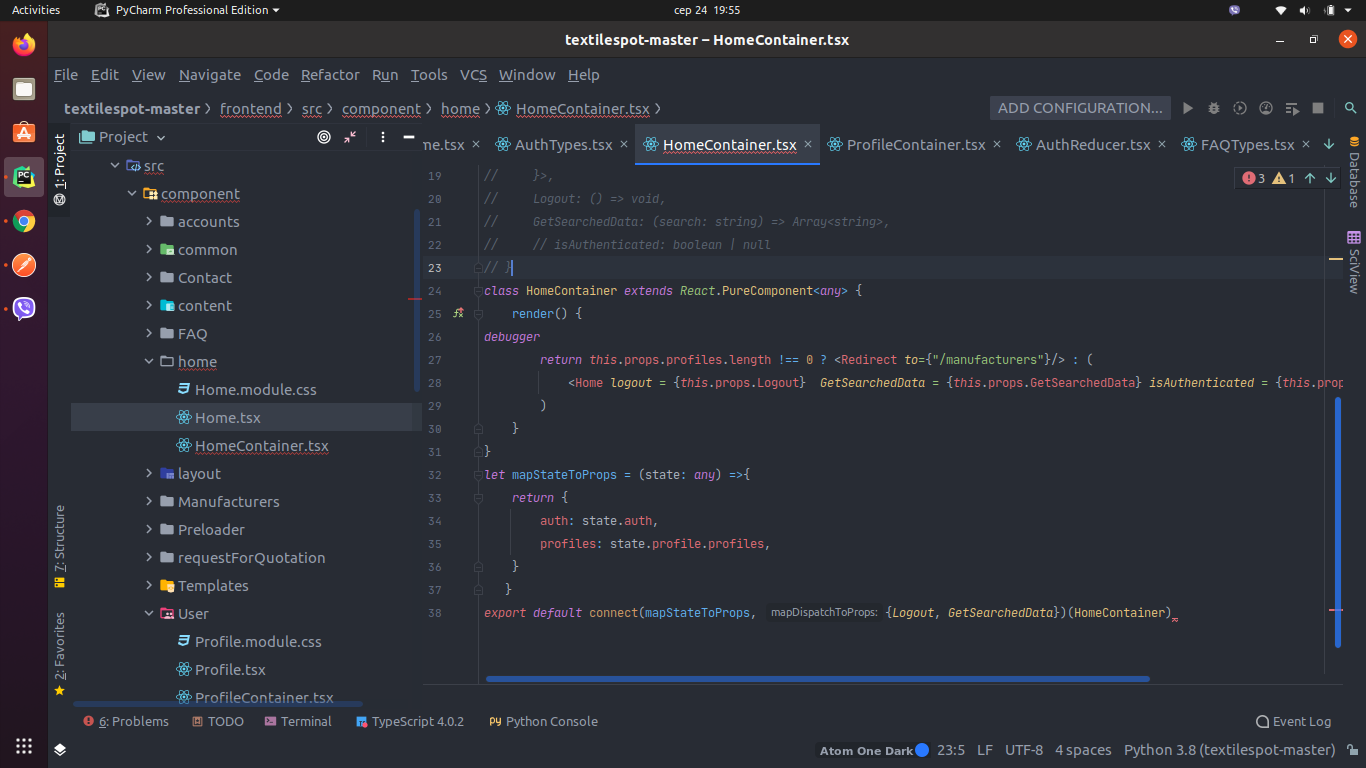 Activities
PyCharm Professional Edition
сер 24 19:55
textilespot-master – HomeContainer.tsx
File Edit View Navigate Code Refactor Run Tools VCS Window Help
textilespot-master
frontend
src
component
home
HomeContainer.tsx
ADD CONFIGURATION...
1: Project
7: Structure
2: Favorites
Project
src
component
accounts
common
Contact
content
FAQ
home
Home.module.css
Home.tsx
HomeContainer.tsx
layout
Manufacturers
Preloader
requestForQuotation
Templates
User
Profile.module.css
Profile.tsx
ProfileContainer.tsx
me.tsx
AuthTypes.tsx
HomeContainer.tsx
ProfileContainer.tsx
AuthReducer.tsx
FAQTypes.tsx
3 1
19 //     }>,
20 //     Logout: () => void,
21 //     GetSearchedData: (search: string) => Array<string>,
22 //     // isAuthenticated: boolean | null
23 // }
24 class HomeContainer extends React.PureComponent<any> {
25     render() {
26 debugger
27         return this.props.profiles.length !== 0 ? <Redirect to={"/manufacturers"}/> : (
28             <Home logout = {this.props.Logout}  GetSearchedData = {this.props.GetSearchedData} isAuthenticated = {this.prop
29         )
30     }
31 }
32 let mapStateToProps = (state: any) =>{
33     return {
34         auth: state.auth,
35         profiles: state.profile.profiles,
36     }
37    }
38 export default connect(mapStateToProps, mapDispatchToProps: {Logout, GetSearchedData})(HomeContainer)
Database
SciView
6: Problems
TODO
Terminal
TypeScript 4.0.2
Python Console
Event Log
Atom One Dark
23:5
LF
UTF-8
4 spaces
Python 3.8 (textilespot-master)